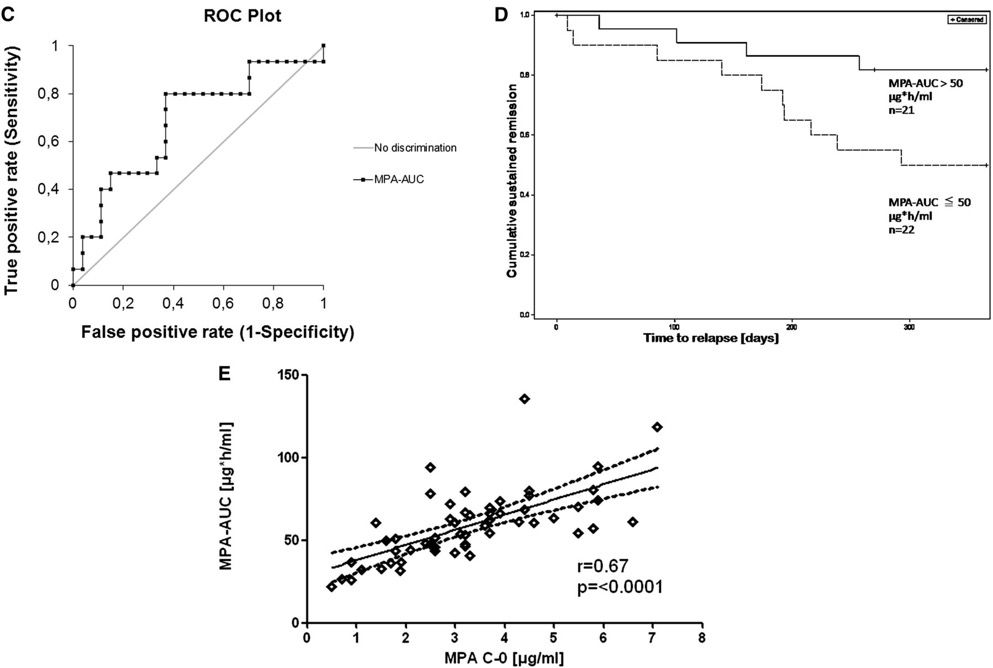 C
ROC Plot
True positive rate (Sensitivity)
1
0,8
0,6
0,4
0,2
0
0 0,2 0,4 0,6 0,8 1
False positive rate (1-Specificity)
No discrimination
MPA-AUC
D
Cumulative sustained remission
1.0
0.8
0.6
0.4
0.2
0.0
+ Censored
MPA-AUC > 50
µg*h/ml
n=21
MPA-AUC ≦ 50
µg*h/ml
n=22
0 100 200 300
Time to relapse [days]
E
MPA-AUC [µg*h/ml]
150
100
50
0
r=0.67
p=<0.0001
0 1 2 3 4 5 6 7 8
MPA C-0 [µg/ml]